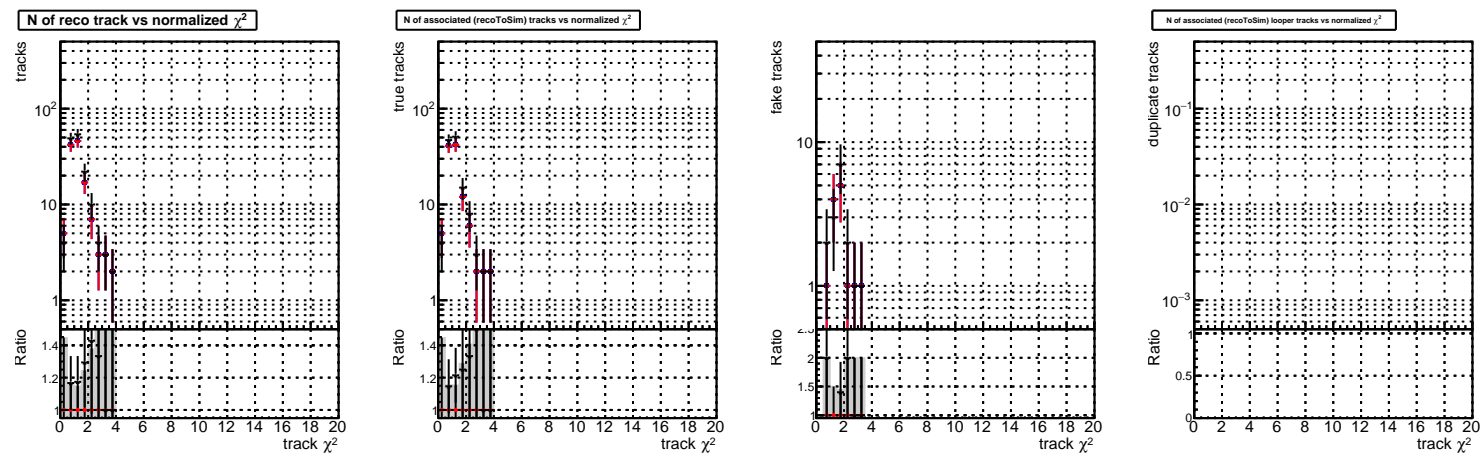 N of reco track vs normalized χ²
tracks
10²
10
1
Ratio
1.4
1.2
1
0 2 4 6 8 10 12 14 16 18 20
track χ²
N of associated (recoToSim) tracks vs normalized χ²
true tracks
10²
10
1
Ratio
1.4
1.2
1
0 2 4 6 8 10 12 14 16 18 20
track χ²
fake tracks
10
1
Ratio
2.5
2
1.5
1
0 2 4 6 8 10 12 14 16 18 20
track χ²
N of associated (recoToSim) looper tracks vs normalized χ²
duplicate tracks
10⁻¹
10⁻²
10⁻³
Ratio
1
0.5
0
0 2 4 6 8 10 12 14 16 18 20
track χ²